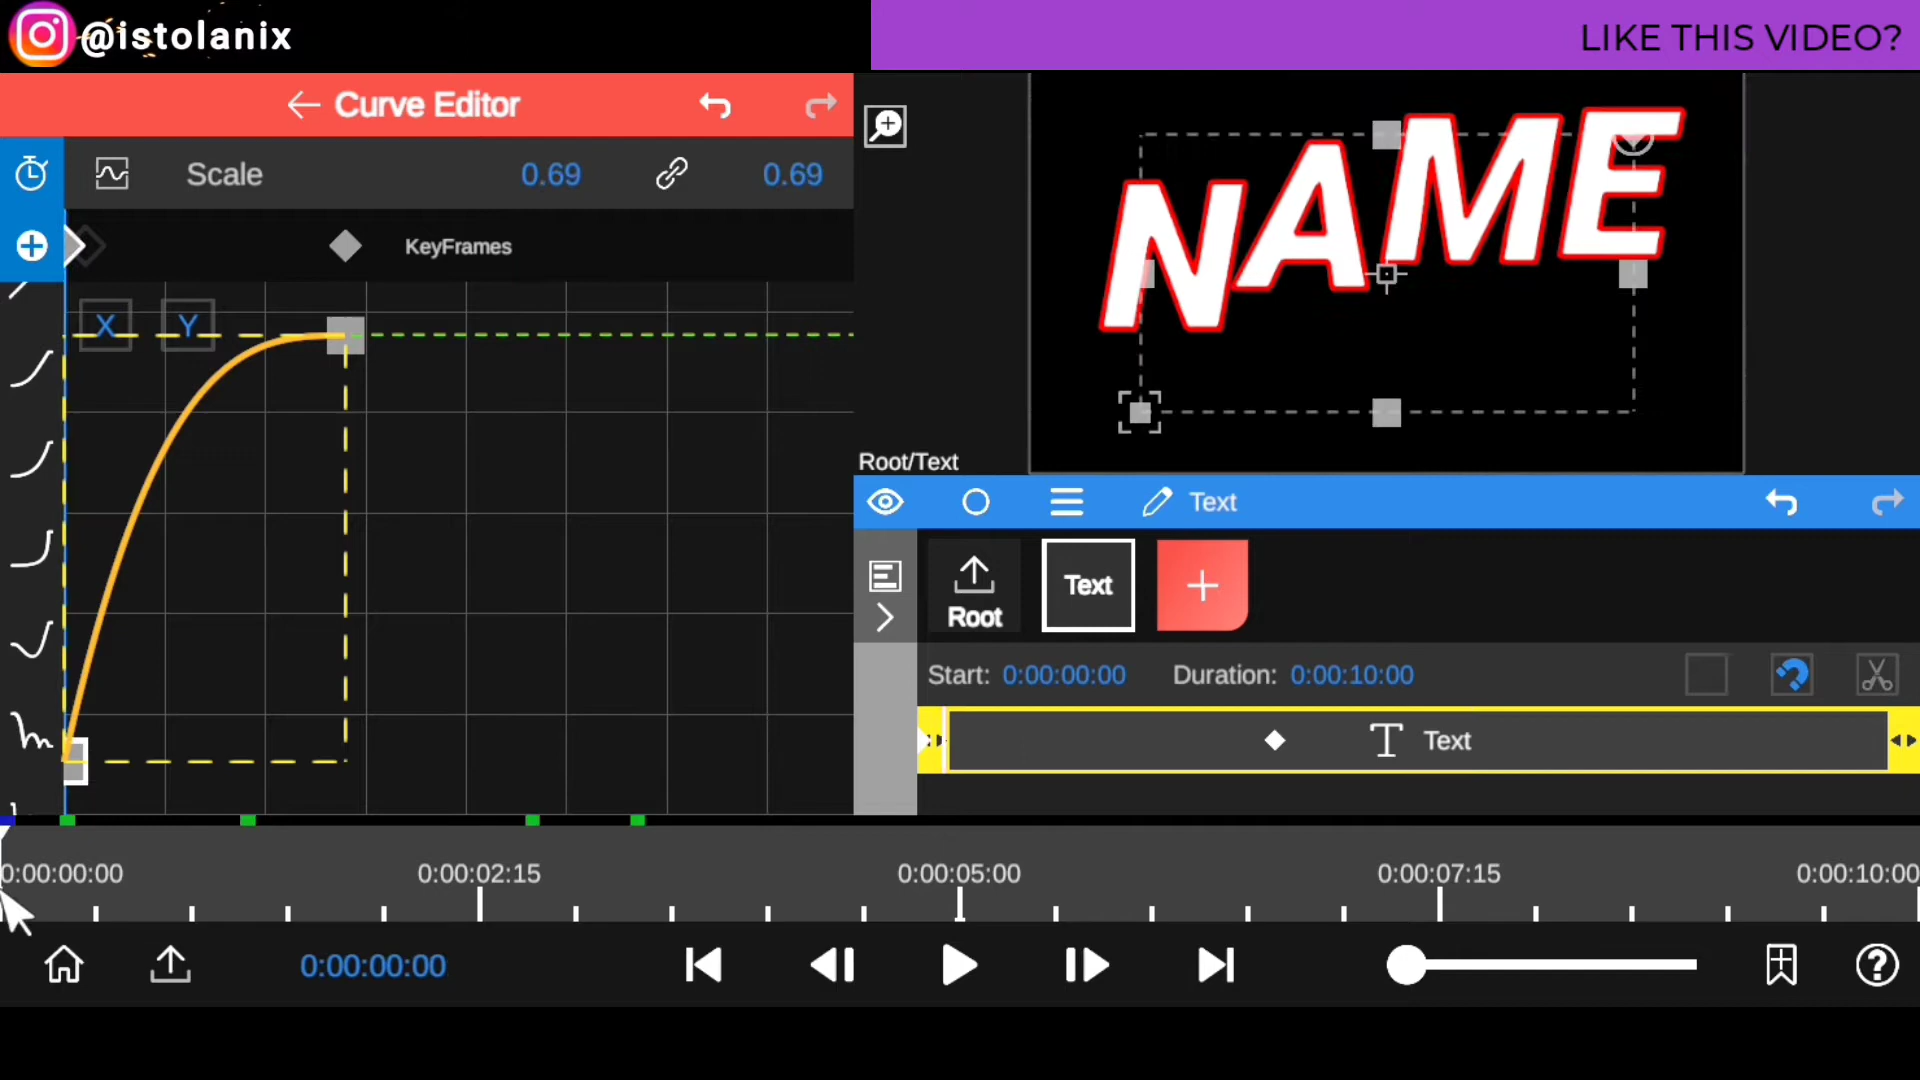 @istolanix
LIKE THIS VIDEO?
Curve Editor
Scale 0.69 0.69
KeyFrames
X Y
NAME
Root/Text
Text
Root
Text
Start: 0:00:00:00 Duration: 0:00:10:00
Text
0:00:00:00 0:00:02:15 0:00:05:00 0:00:07:15 0:00:10:00
0:00:00:00